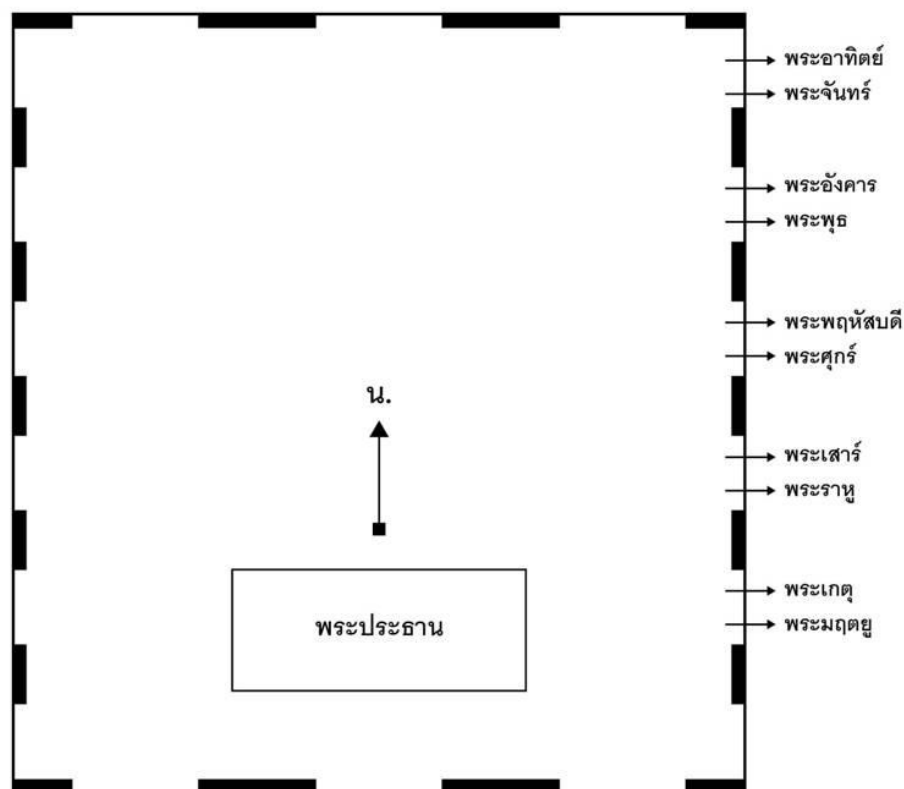 พระอาทิตย์
พระจันทร์
พระอังคาร
พระพุธ
พระพฤหัสบดี
พระศุกร์
น.
พระเสาร์
พระราหู
พระเกตุ
พระมฤตยู
พระประธาน